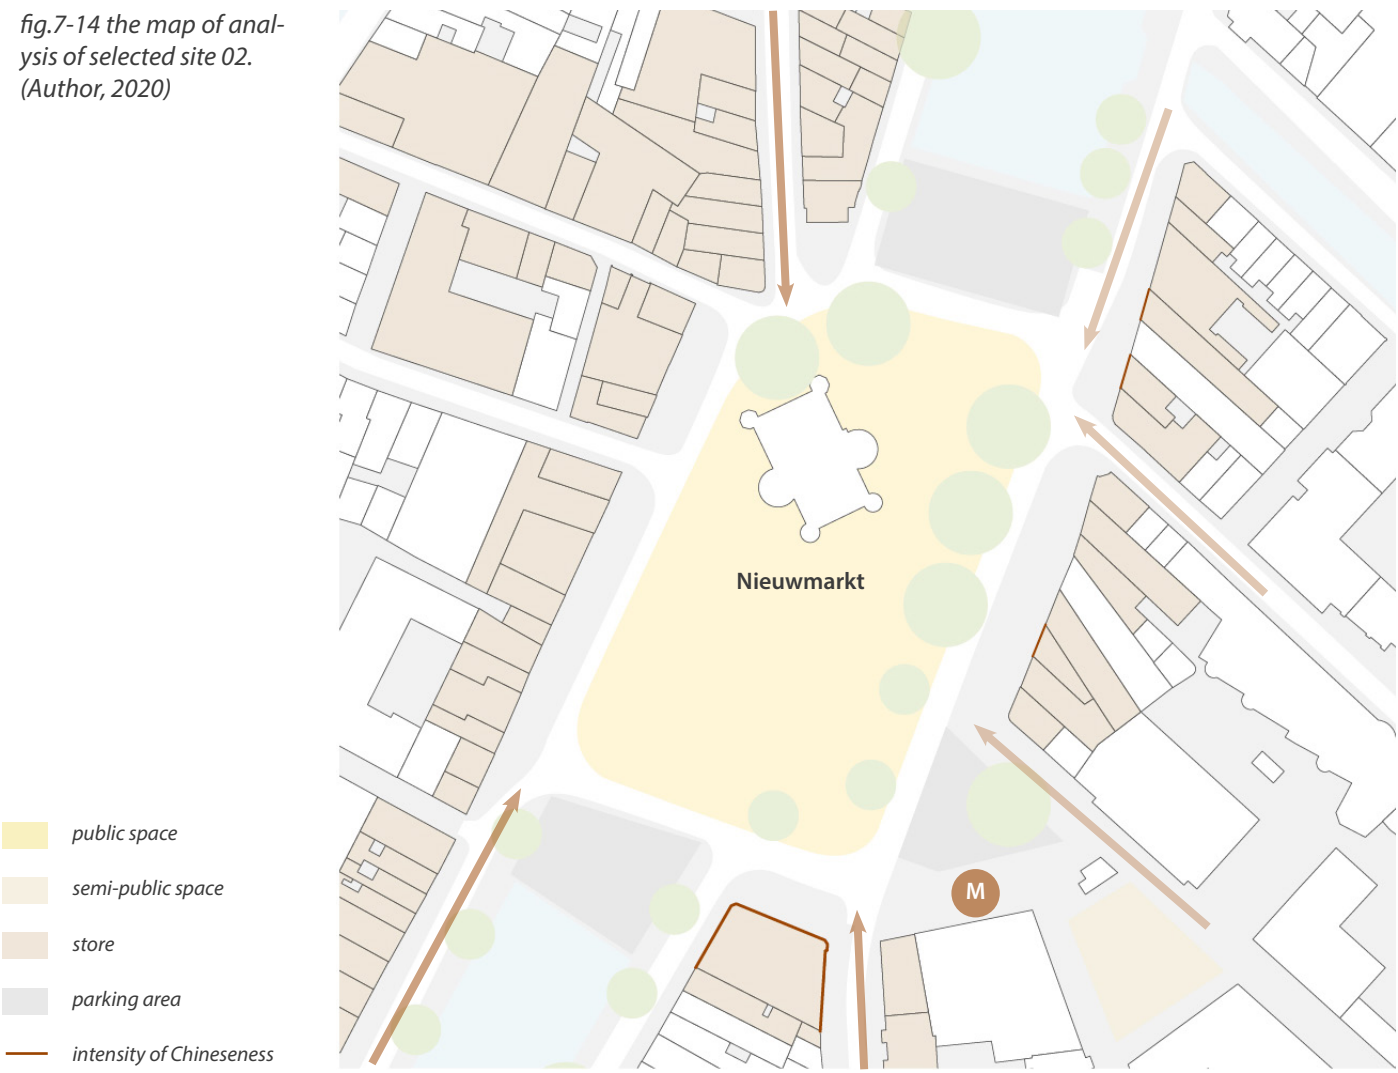 fig.7-14 the map of anal-
ysis of selected site 02.
(Author, 2020)
Nieuwmarkt
M
public space
semi-public space
store
parking area
intensity of Chineseness